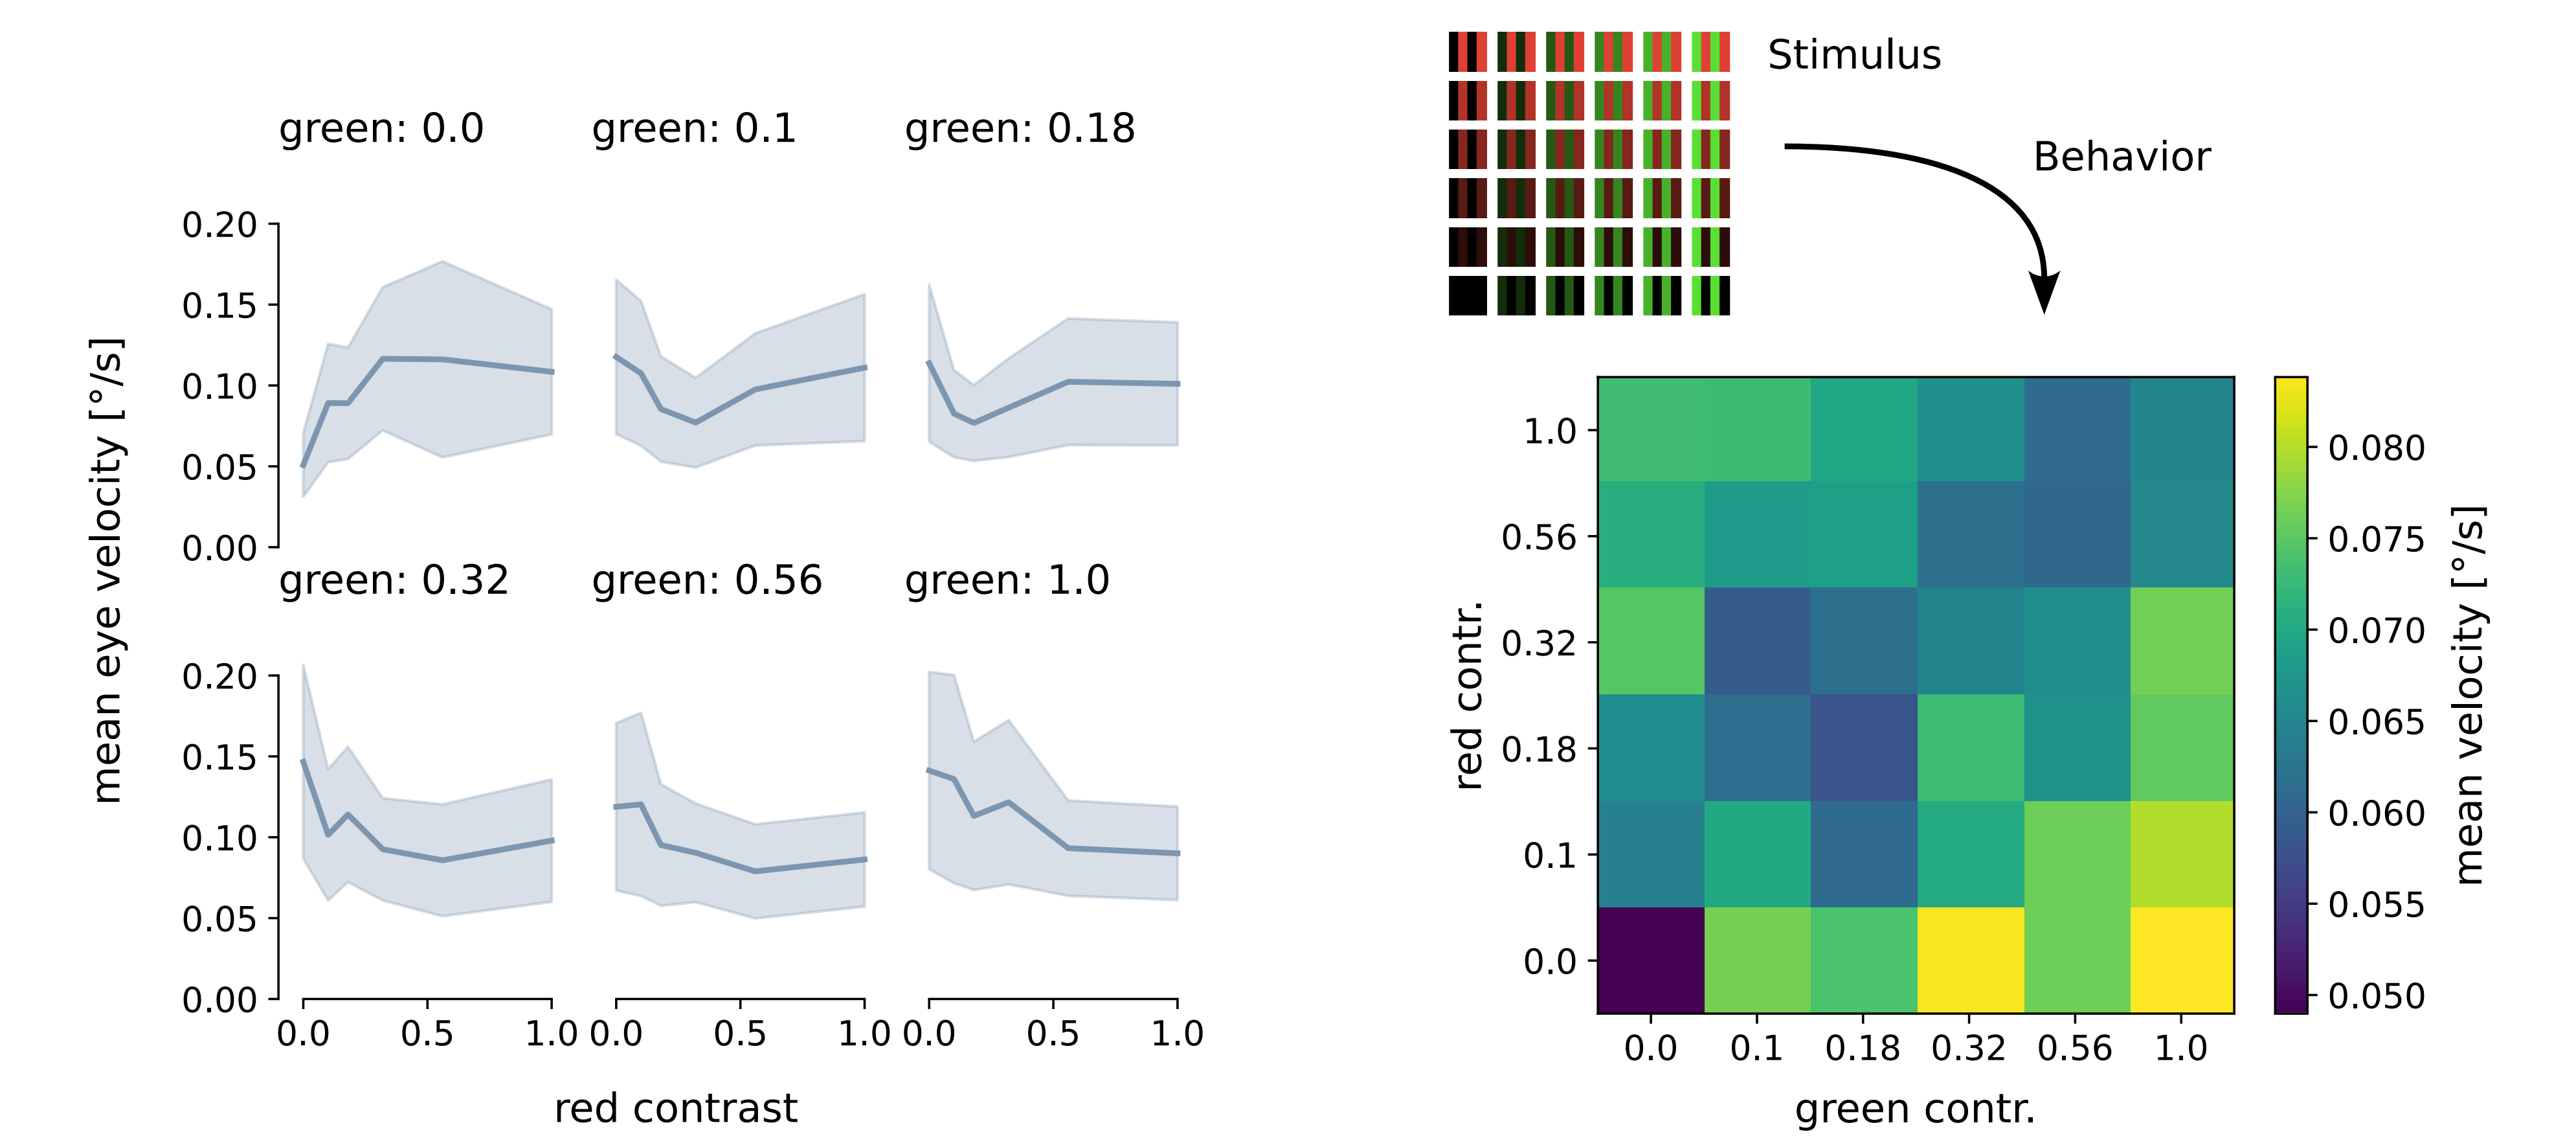 green: 0.0
green: 0.1
green: 0.18
0.20
0.15
0.10
0.05
0.00
green: 0.32
green: 0.56
green: 1.0
0.20
0.15
0.10
0.05
0.00
0.0 0.5 1.0
0.0 0.5 1.0
0.0 0.5 1.0
mean eye velocity [°/s]
red contrast
Stimulus
Behavior
1.0
0.56
0.32
0.18
0.1
0.0
red contr.
0.0 0.1 0.18 0.32 0.56 1.0
green contr.
0.080
0.075
0.070
0.065
0.060
0.055
0.050
mean velocity [°/s]